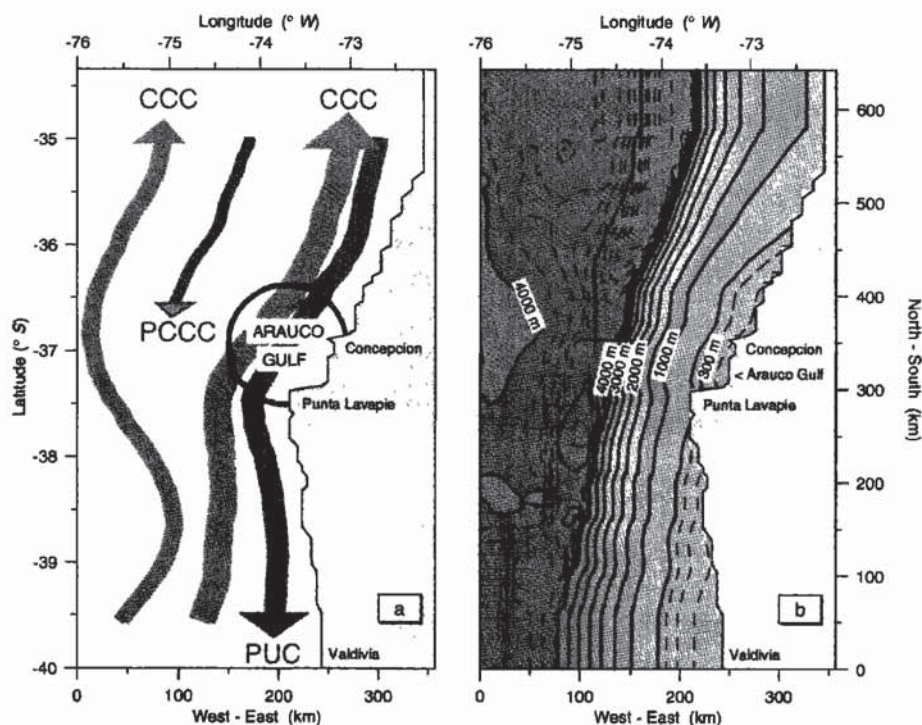 Longitude (° W)
-76 -75 -74 -73
Longitude (° W)
-76 -75 -74 -73
CCC
CCC
PCCC
ARAUCO
GULF
Concepcion
Punta Lavapie
PUC
Valdivia
a
Latitude (° S)
-35
-36
-37
-38
-39
-40
0 100 200 300
West - East (km)
4000 m
4000 m
3000 m
2000 m
1000 m
300 m
Concepcion
< Arauco Gulf
Punta Lavapie
Valdivia
b
600
500
400
300
200
100
0
North - South (km)
0 100 200 300
West - East (km)